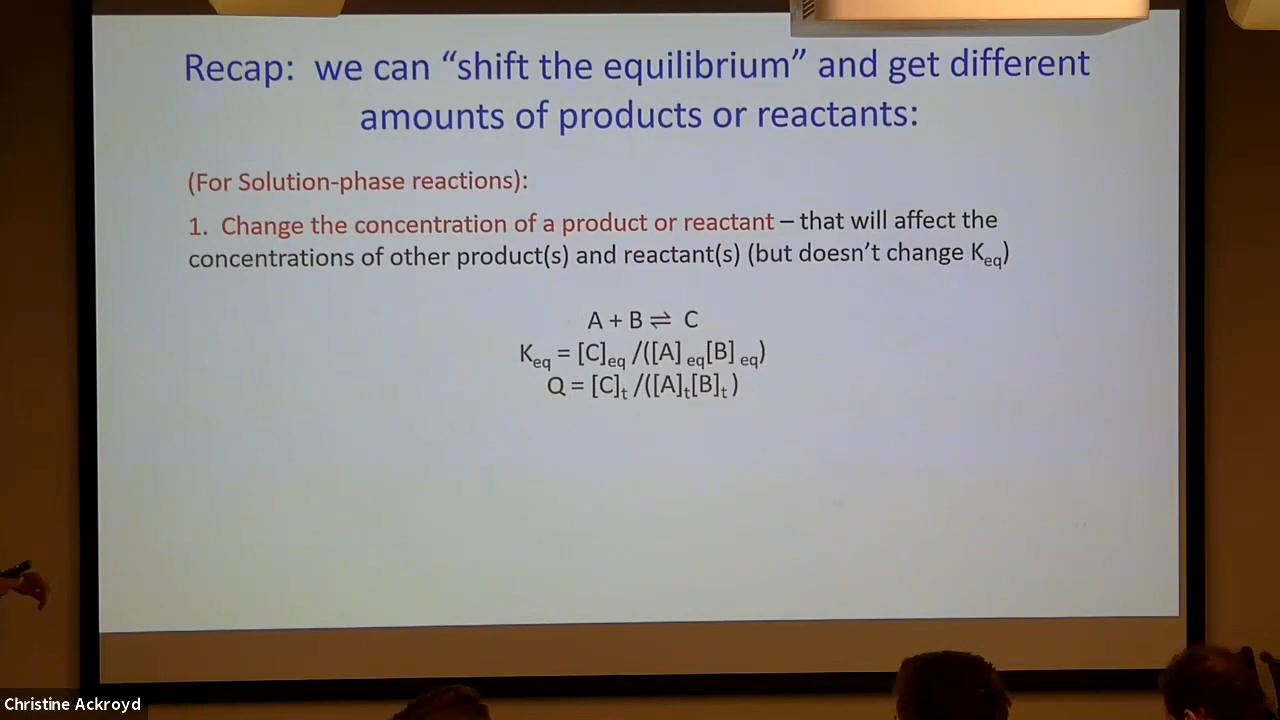 Recap: we can “shift the equilibrium” and get different
amounts of products or reactants:
(For Solution-phase reactions):
1. Change the concentration of a product or reactant – that will affect the
concentrations of other product(s) and reactant(s) (but doesn’t change Keq)
A + B ⇌ C
Keq = [C]eq /([A] eq[B] eq)
Q = [C]t /([A]t[B]t )
Christine Ackroyd